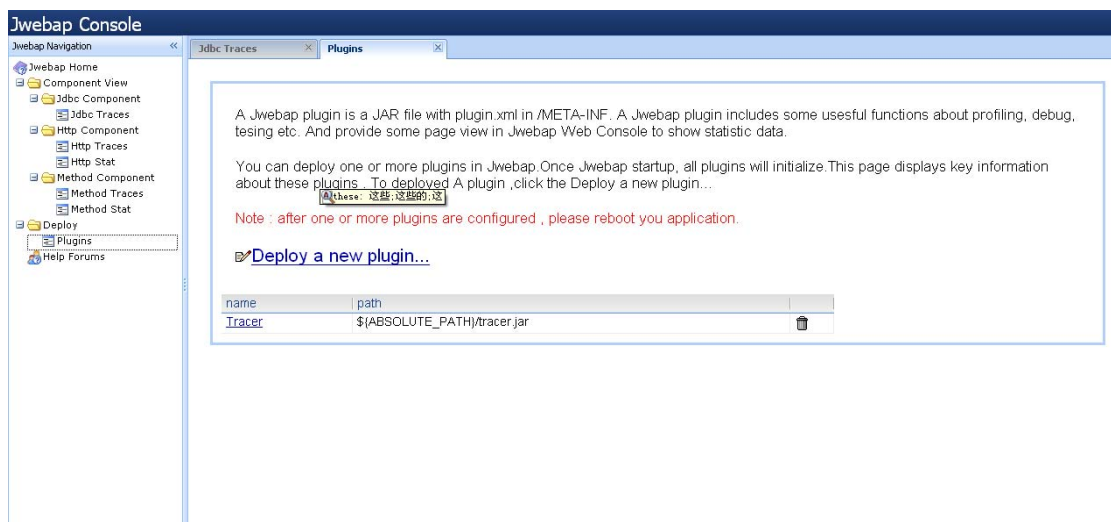 Jwebap Console
Jwebap Navigation «
Jdbc Traces
Plugins
Jwebap Home
Component View
Jdbc Component
Jdbc Traces
Http Component
Http Traces
Http Stat
Method Component
Method Traces
Method Stat
Deploy
Plugins
Help Forums
A Jwebap plugin is a JAR file with plugin.xml in /META-INF. A Jwebap plugin includes some usesful functions about profiling, debug,
tesing etc. And provide some page view in Jwebap Web Console to show statistic data.
You can deploy one or more plugins in Jwebap.Once Jwebap startup, all plugins will initialize.This page displays key information
about these plugins . To deployed A plugin ,click the Deploy a new plugin...
these: 这些;这些的;这
Note : after one or more plugins are configured , please reboot you application.
Deploy a new plugin...
name path
Tracer ${ABSOLUTE_PATH}/tracer.jar